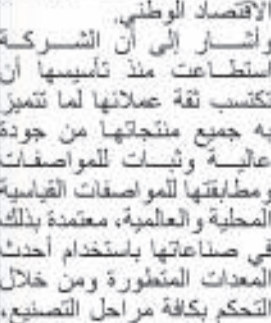 الاقتصاد الوطني.
وأشار إلى أن الشركة
استطاعت منذ تأسيسها أن
تكتسب ثقة عملائها لما تتميز
به جميع منتجاتها من جودة
عالية وثبات للمواصفات
ومطابقتها للمواصفات القياسية
المحلية والعالمية، معتمدة بذلك
في صناعاتها باستخدام أحدث
المعدات المتطورة ومن خلال
التحكم بكافة مراحل التصنيع،